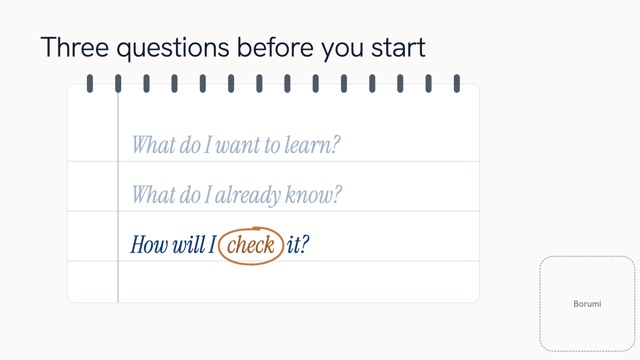 Three questions before you start
What do I want to learn?
What do I already know?
How will I check it?
Borumi